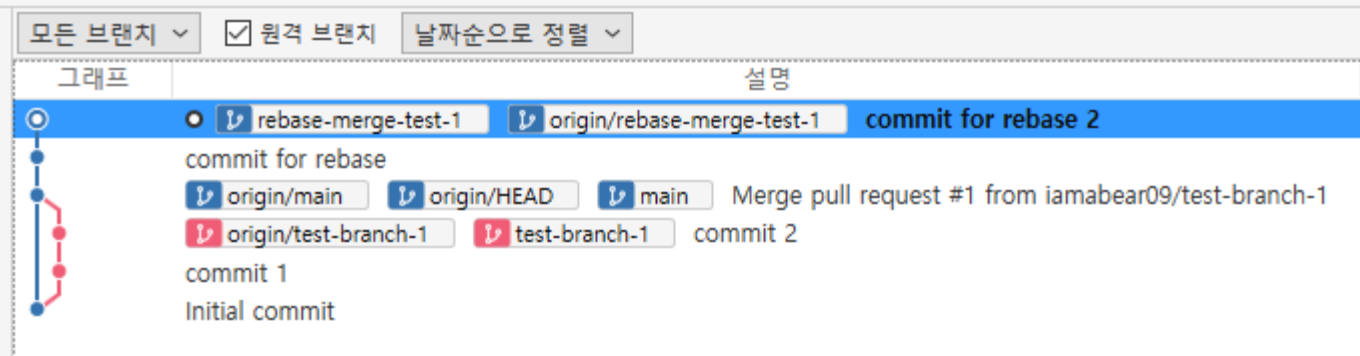 모든 브랜치 원격 브랜치 날짜순으로 정렬
그래프 설명
rebase-merge-test-1 origin/rebase-merge-test-1 commit for rebase 2
commit for rebase
origin/main origin/HEAD main Merge pull request #1 from iamabear09/test-branch-1
origin/test-branch-1 test-branch-1 commit 2
commit 1
Initial commit